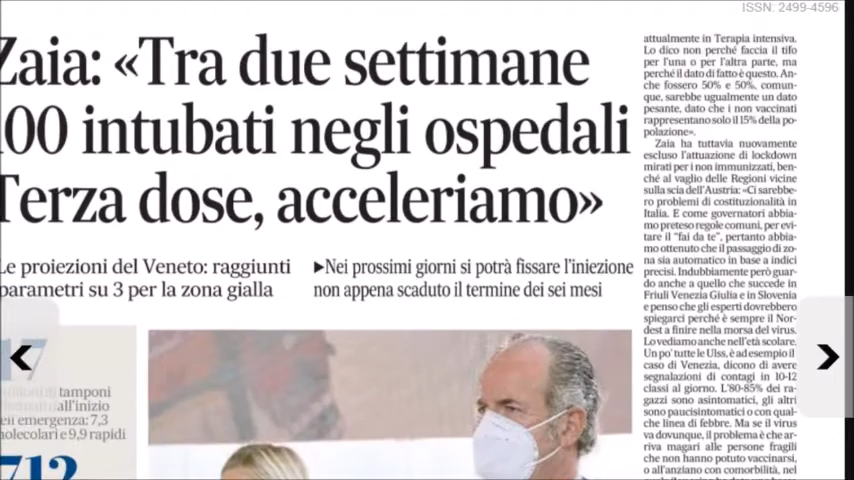 ISSN: 2499-4596
Zaia: «Tra due settimane
100 intubati negli ospedali
Terza dose, acceleriamo»
Le proiezioni del Veneto: raggiunti
parametri su 3 per la zona gialla
▶Nei prossimi giorni si potrà fissare l'iniezione
non appena scaduto il termine dei sei mesi
17
tamponi
all'inizio
emergenza: 7,3
molecolari e 9,9 rapidi
712
attualmente in Terapia intensiva.
Lo dico non perché faccia il tifo
per l'una o per l'altra parte, ma
perché il dato di fatto è questo. An-
che fossero 50% e 50%, comun-
que, sarebbe ugualmente un dato
pesante, dato che i non vaccinati
rappresentano solo il 15% della po-
polazione».
Zaia ha tuttavia nuovamente
escluso l'attuazione di lockdown
mirati per i non immunizzati, ben-
ché al vaglio delle Regioni vicine
sulla scia dell'Austria: «Ci sarebbe-
ro problemi di costituzionalità in
Italia. E come governatori abbia-
mo preteso regole comuni, per evi-
tare il "fai da te", pertanto abbia-
mo ottenuto che il passaggio di zo-
na sia automatico in base a indici
precisi. Indubbiamente però guar-
do anche a quello che succede in
Friuli Venezia Giulia e in Slovenia
e penso che gli esperti dovrebbero
spiegarci perché è sempre il Nor-
dest a finire nella morsa del virus.
Lo vediamo anche nell'età scolare.
Un po' tutte le Ulss, è ad esempio il
caso di Venezia, dicono di avere
segnalazioni di contagi in 10-12
classi al giorno. L'80-85% dei ra-
gazzi sono asintomatici, gli altri
sono paucisintomatici o con qual-
che linea di febbre. Ma se il virus
va dovunque, il problema è che ar-
riva magari alle persone fragili
che non hanno potuto vaccinarsi,
o all'anziano con comorbilità, nel